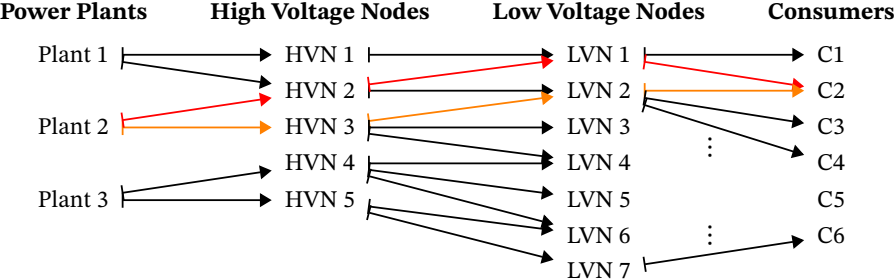 Power Plants High Voltage Nodes Low Voltage Nodes Consumers
Plant 1 HVN 1 LVN 1 C1
HVN 2 LVN 2 C2
Plant 2 HVN 3 LVN 3 C3
HVN 4 LVN 4 C4
Plant 3 HVN 5 LVN 5 C5
LVN 6 C6
LVN 7